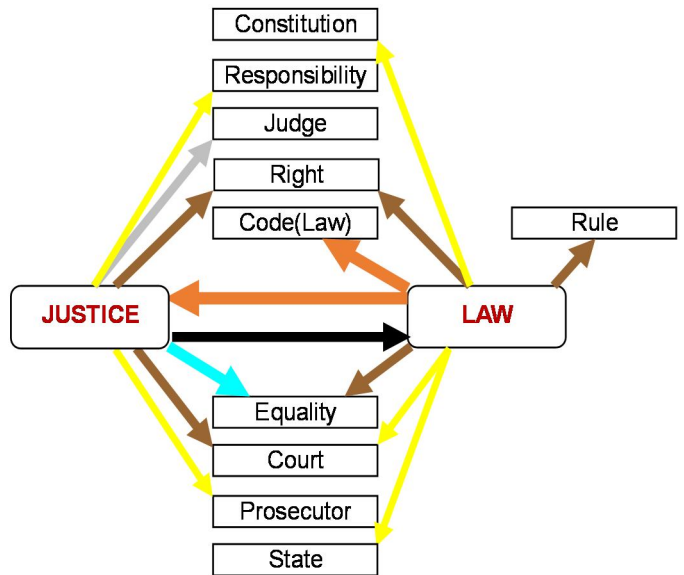 Constitution
Responsibility
Judge
Right
Code(Law)
Rule
JUSTICE
LAW
Equality
Court
Prosecutor
State